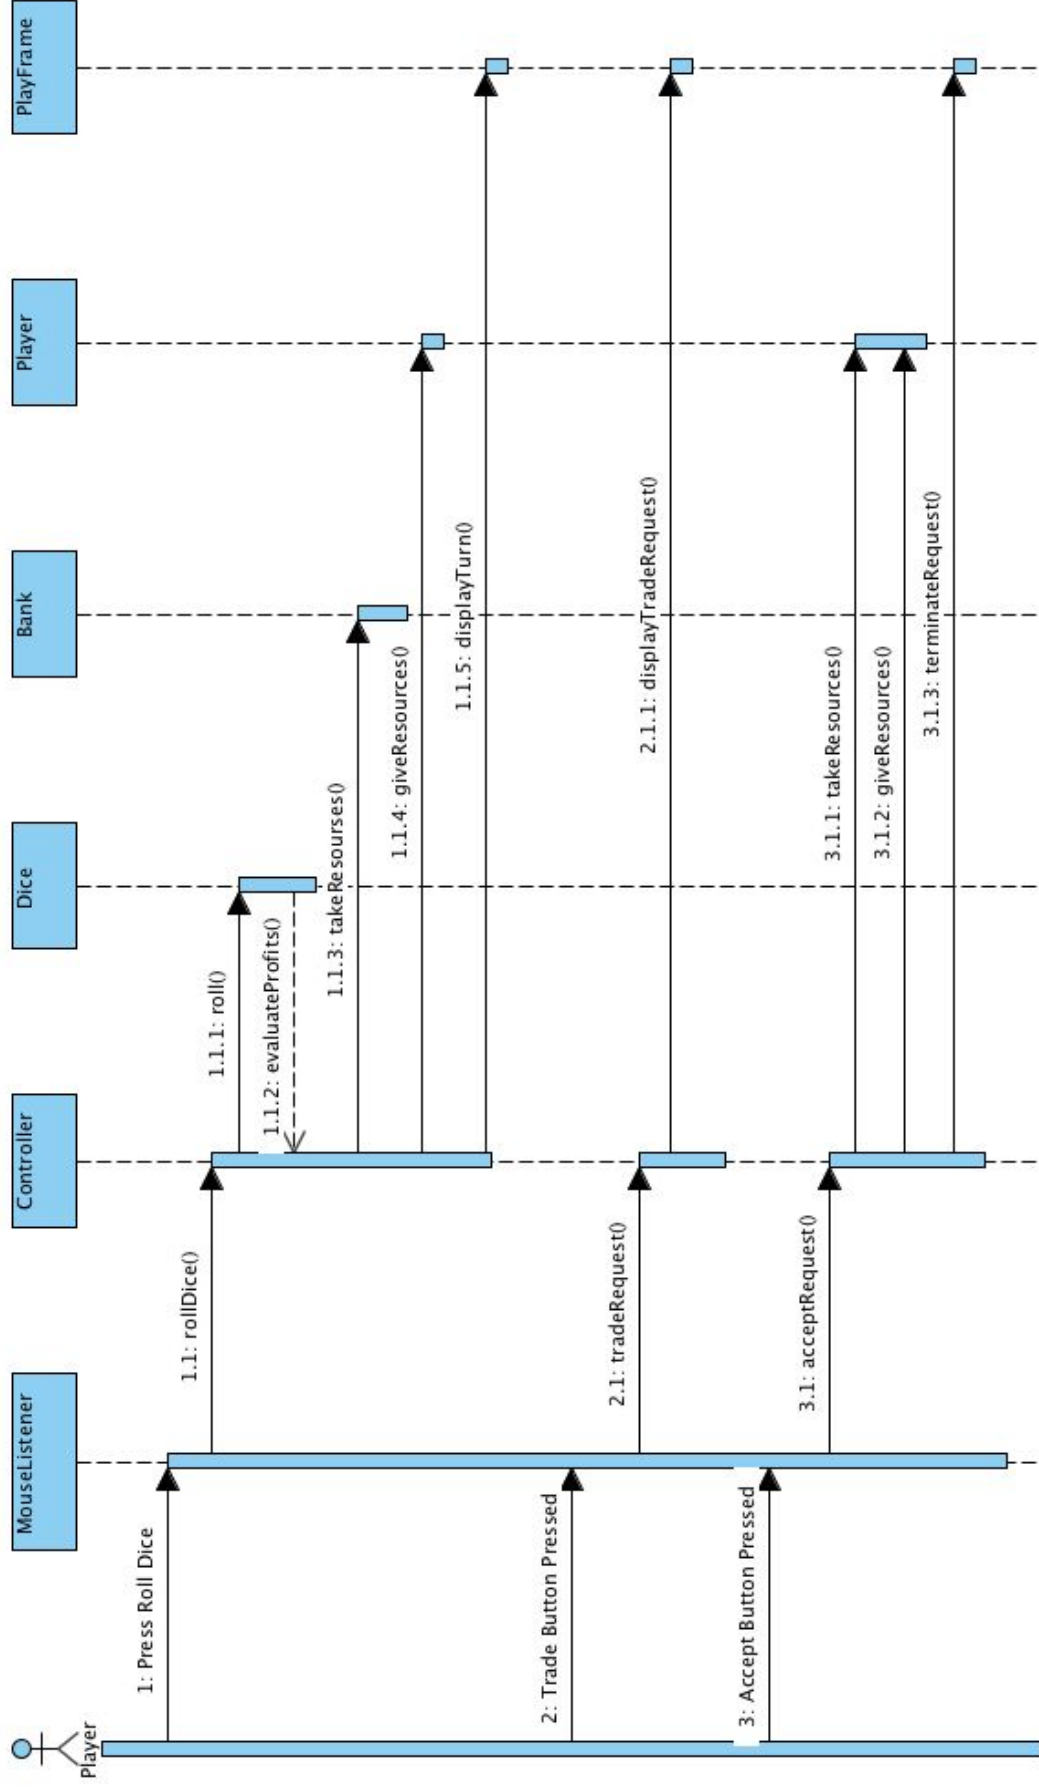 Player
MouseListener
Controller
Dice
Bank
Player
PlayFrame
1: Press Roll Dice
1.1: rollDice()
1.1.1: roll()
1.1.2: evaluateProfits()
1.1.3: takeResourses()
1.1.4: giveResources()
1.1.5: displayTurn()
2: Trade Button Pressed
2.1: tradeRequest()
2.1.1: displayTradeRequest()
3: Accept Button Pressed
3.1: acceptRequest()
3.1.1: takeResources()
3.1.2: giveResources()
3.1.3: terminateRequest()